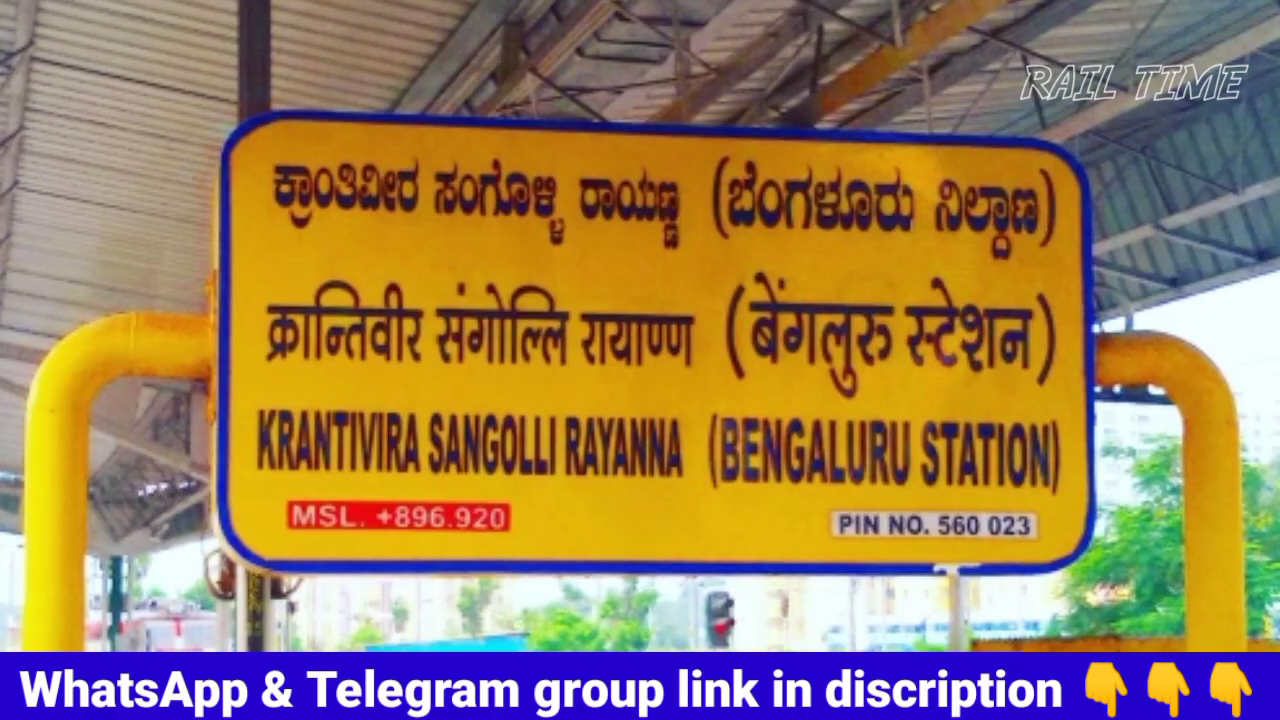 RAIL TIME
ಕ್ರಾಂತಿವೀರ ಸಂಗೊಳ್ಳಿ ರಾಯಣ್ಣ (ಬೆಂಗಳೂರು ನಿಲ್ದಾಣ)
क्रान्तिवीर संगोल्लि रायाण्ण (बेंगलुरु स्टेशन)
KRANTIVIRA SANGOLLI RAYANNA (BENGALURU STATION)
MSL. +896.920 PIN NO. 560 023
WhatsApp & Telegram group link in discription 👇👇👇